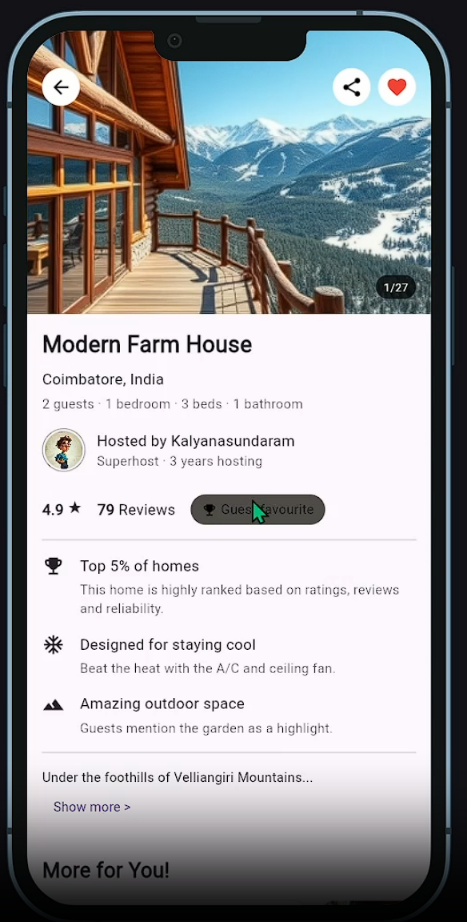 1/27
Modern Farm House
Coimbatore, India
2 guests · 1 bedroom · 3 beds · 1 bathroom
Hosted by Kalyanasundaram
Superhost · 3 years hosting
4.9 ★ 79 Reviews Guest favourite
Top 5% of homes
This home is highly ranked based on ratings, reviews
and reliability.
Designed for staying cool
Beat the heat with the A/C and ceiling fan.
Amazing outdoor space
Guests mention the garden as a highlight.
Under the foothills of Velliangiri Mountains...
Show more >
More for You!